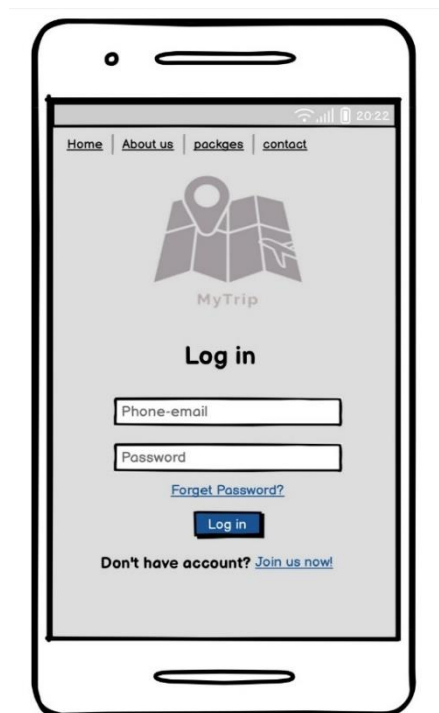 20:22
Home About us packges contact
MyTrip
Log in
Phone-email
Password
Forget Password?
Log in
Don't have account? Join us now!